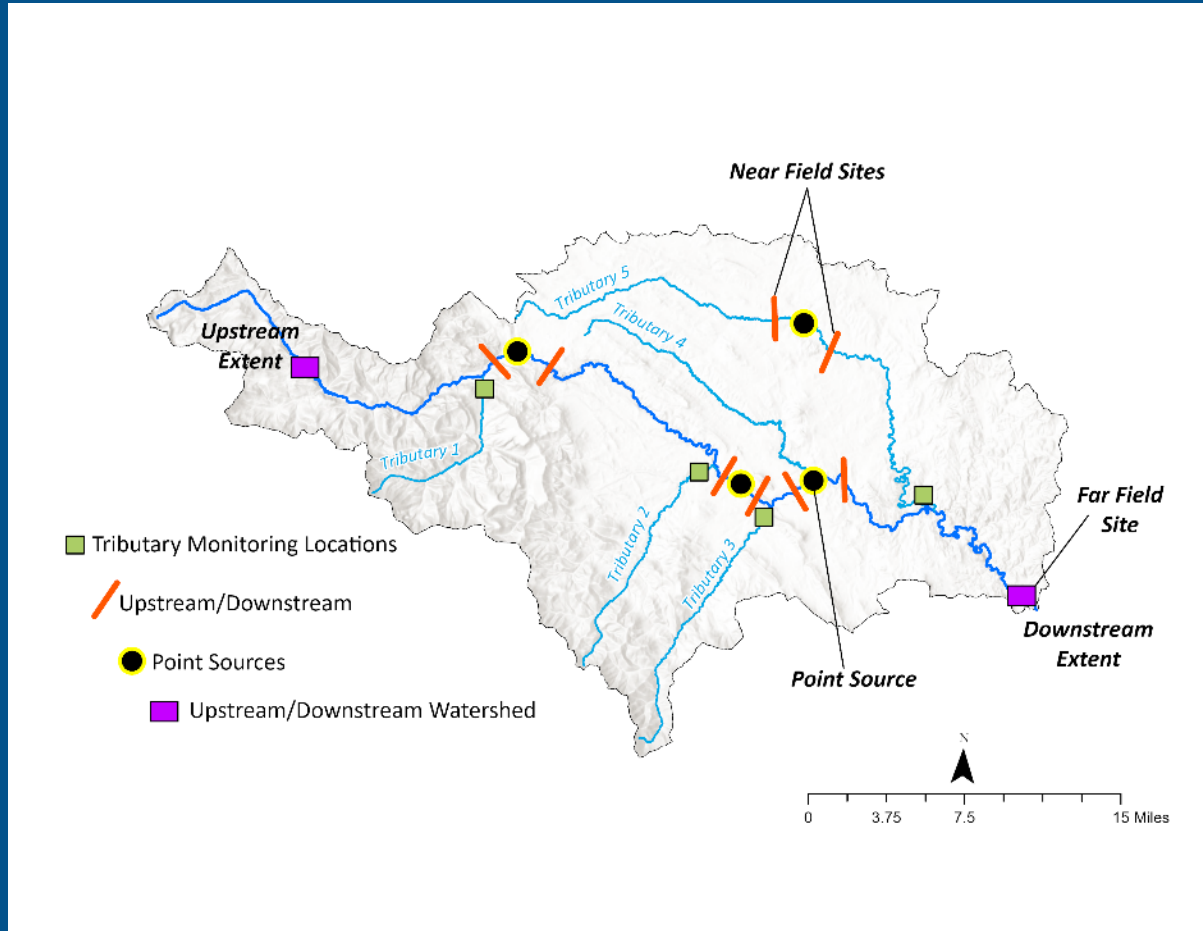 Near Field Sites
Tributary 5
Tributary 4
Upstream
Extent
Tributary 1
Tributary 2
Tributary 3
Far Field
Site
Tributary Monitoring Locations
Upstream/Downstream
Point Sources
Upstream/Downstream Watershed
Downstream
Extent
Point Source
N
0 3.75 7.5 15 Miles